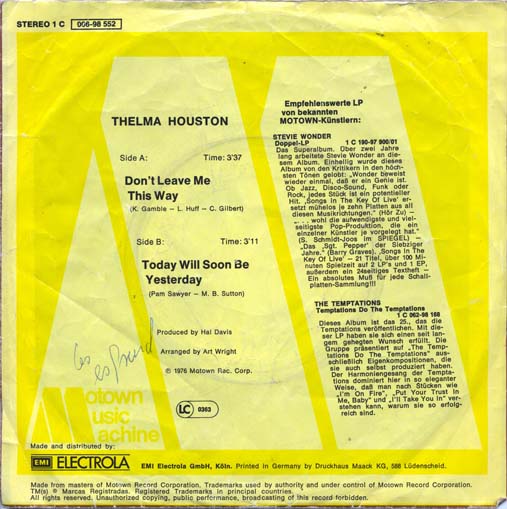 STEREO 1 C 006-98 552
THELMA HOUSTON
Side A: Time: 3'37
Don't Leave Me
This Way
(K. Gamble – L. Huff – C. Gilbert)
Side B: Time: 3'11
Today Will Soon Be
Yesterday
(Pam Sawyer – M. B. Sutton)
Produced by Hal Davis
Arranged by Art Wright
℗ 1976 Motown Rac. Corp.
LC 0363
Empfehlenswerte LP
von bekannten
MOTOWN-Künstlern:
STEVIE WONDER
Doppel-LP 1 C 190-97 900/01
Das Superalbum. Über zwei Jahre
lang arbeitete Stevie Wonder an die-
sem Album. Einhellig wurde dieses
Album von den Kritikern in den höch-
sten Tönen gelobt: „Wonder beweist
wieder einmal, daß er ein Genie ist.
Ob Jazz, Disco-Sound, Funk oder
Rock, jedes Stück ist ein potentieller
Hit. ‚Songs In The Key Of Live' er-
setzt mühelos je zehn Platten aus all
diesen Musikrichtungen." (Hör Zu) –
„. . . wohl die aufwendigste und viel-
seitigste Pop-Produktion, die ein
einzelner Künstler je vorgelegt hat."
(S. Schmidt-Joos im SPIEGEL) –
„Das ‚Sgt. Pepper' der Siebziger
Jahre." (Barry Graves). „Songs In The
Key Of Live' – 21 Titel, über 100 Mi-
nuten Spielzeit auf 2 LP's und 1 EP,
außerdem ein 24seitiges Textheft –
Ein absolutes Muß für jede Schall-
platten-Sammlung!!!
THE TEMPTATIONS
Temptations Do The Temptations
1 C 062-98 168
Dieses Album ist das 25., das die
Temptations veröffentlichen. Mit die-
ser LP haben sie sich einen seit lan-
gem gehegten Wunsch erfüllt. Die
Gruppe präsentiert auf „The Temp-
tations Do The Temptations" aus-
schließlich Eigenkompositionen, die
sie auch selbst produziert haben.
Der Harmoniegesang der Tempta-
tions dominiert hier in so eleganter
Weise, daß man nach Stücken wie
„I'm On Fire", „Put Your Trust In
Me, Baby" und „I'll Take You In" ver-
stehen kann, warum sie so erfolg-
reich sind.
Motown
Music
Machine
Made and distributed by:
EMI ELECTROLA
EMI Electrola GmbH, Köln. Printed in Germany by Druckhaus Maack KG, 588 Lüdenscheid.
Made from masters of Motown Record Corporation. Trademarks used by authority and under control of Motown Record Corporation.
TM(s) ® Marcas Registradas. Registered Trademarks in principal countries.
All rights reserved. Unauthorized copying, public performance, broadcasting of this record forbidden.